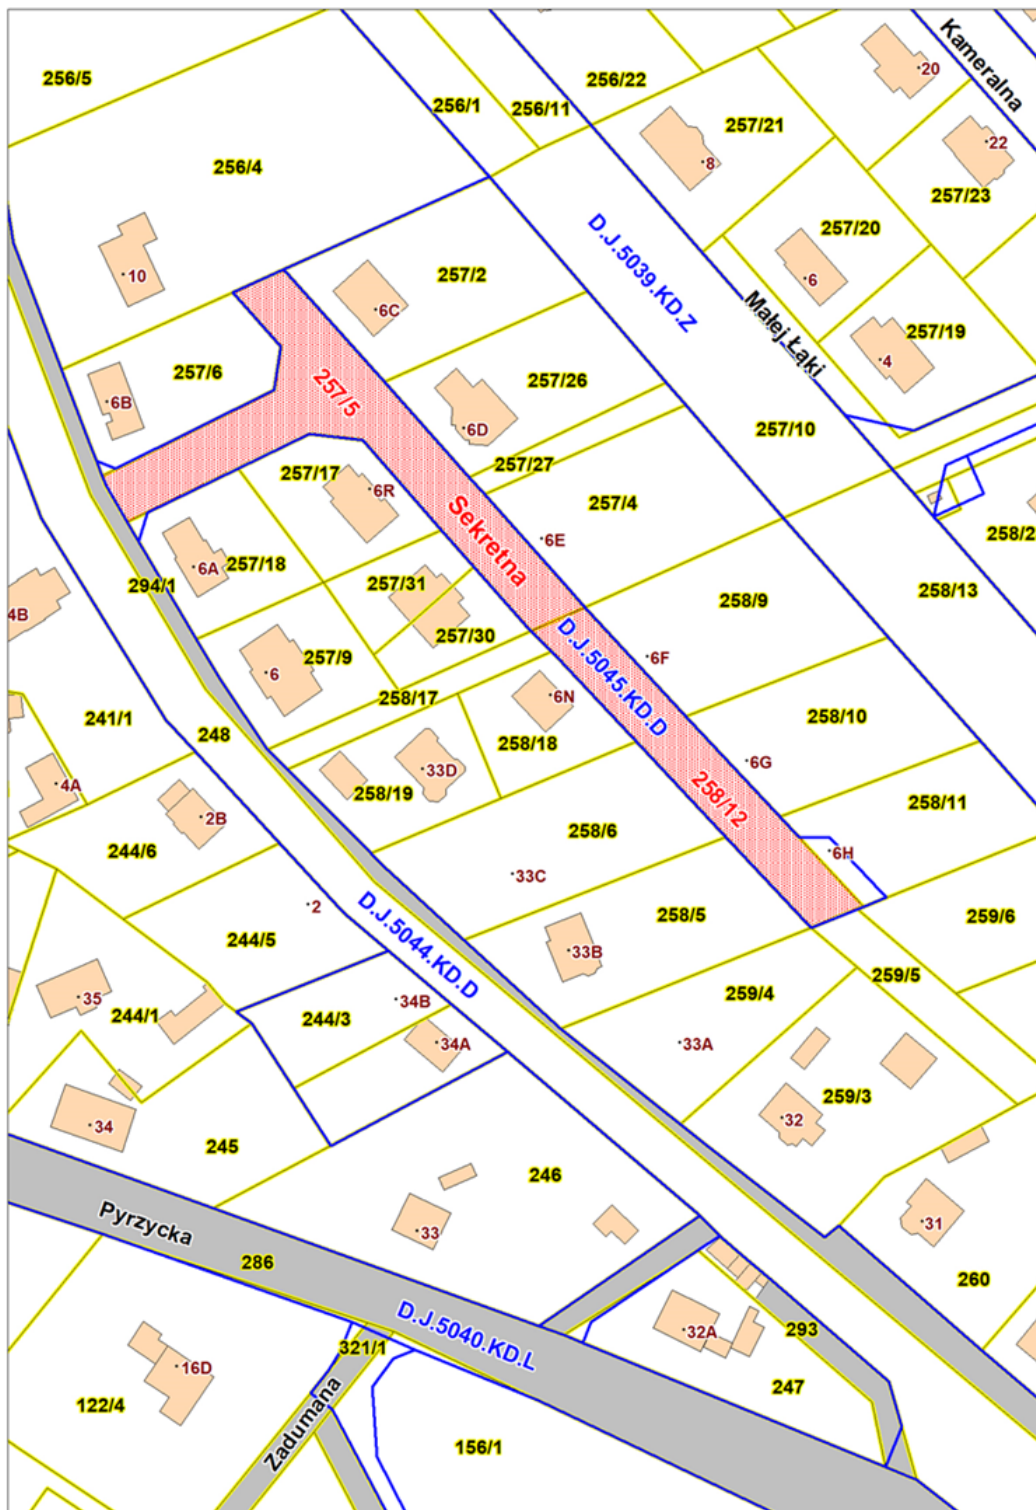 Kameralna
256/5
20
256/22
256/1
256/11
257/21
22
8
256/4
257/23
257/20
D.J.5039.KD.Z
10
257/2
6
6C
Małej Łąki
257/19
4
257/6
257/26
257/5
6B
6D
257/10
257/27
257/17
6R
257/4
Sekretna
6E
258/2
6A
257/18
294/1
257/31
258/13
258/9
4B
257/30
D.J.5045.KD.D
257/9
6F
6
258/17
6N
241/1
248
258/10
258/18
6G
33D
4A
258/19
258/12
258/11
2B
258/6
244/6
6H
33C
2
258/5
259/6
D.J.5044.KD.D
244/5
33B
259/5
259/4
35
34B
244/1
244/3
34A
33A
259/3
32
34
245
246
Pyrzycka
33
31
286
260
D.J.5040.KD.L
293
32A
321/1
16D
247
122/4
Zadumana
156/1